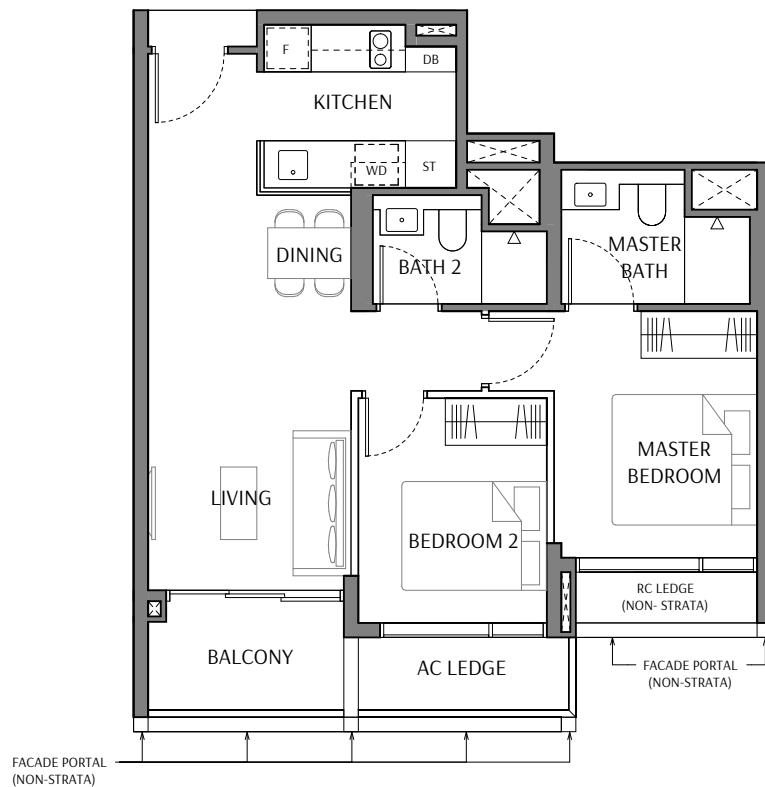 F
DB
KITCHEN
WD
ST
DINING
BATH 2
MASTER
BATH
LIVING
MASTER
BEDROOM
BEDROOM 2
RC LEDGE
(NON- STRATA)
BALCONY
AC LEDGE
FACADE PORTAL
(NON-STRATA)
FACADE PORTAL
(NON-STRATA)